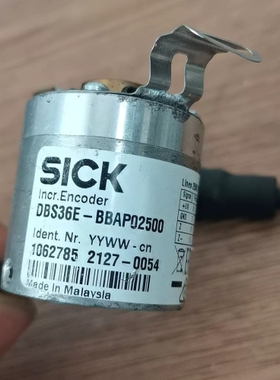 SICK
Incr.Encoder
DBS36E-BBAP02500
Ident. Nr. YYWW-cn
1062785 2127-0054
Made in Malaysia